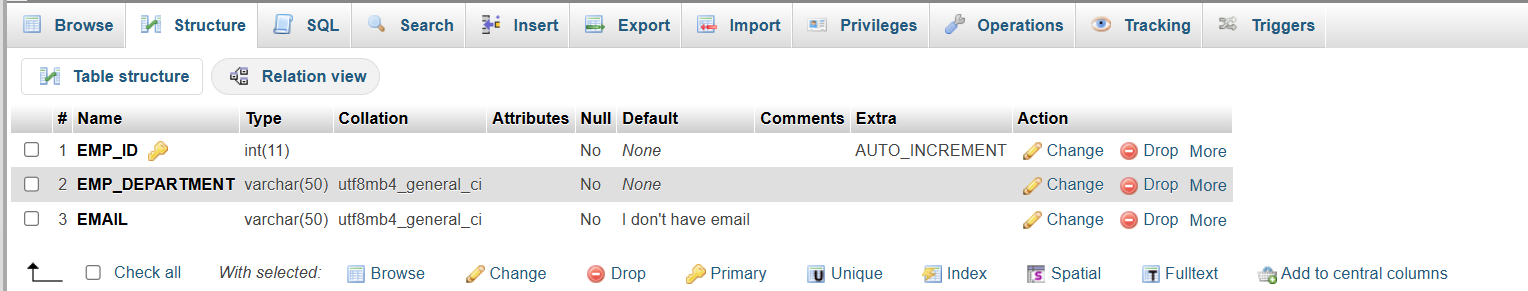 Browse Structure SQL Search Insert Export Import Privileges Operations Tracking Triggers
Table structure Relation view
# Name Type Collation Attributes Null Default Comments Extra Action
1 EMP_ID int(11) No None AUTO_INCREMENT Change Drop More
2 EMP_DEPARTMENT varchar(50) utf8mb4_general_ci No None Change Drop More
3 EMAIL varchar(50) utf8mb4_general_ci No I don't have email Change Drop More
Check all With selected: Browse Change Drop Primary Unique Index Spatial Fulltext Add to central columns